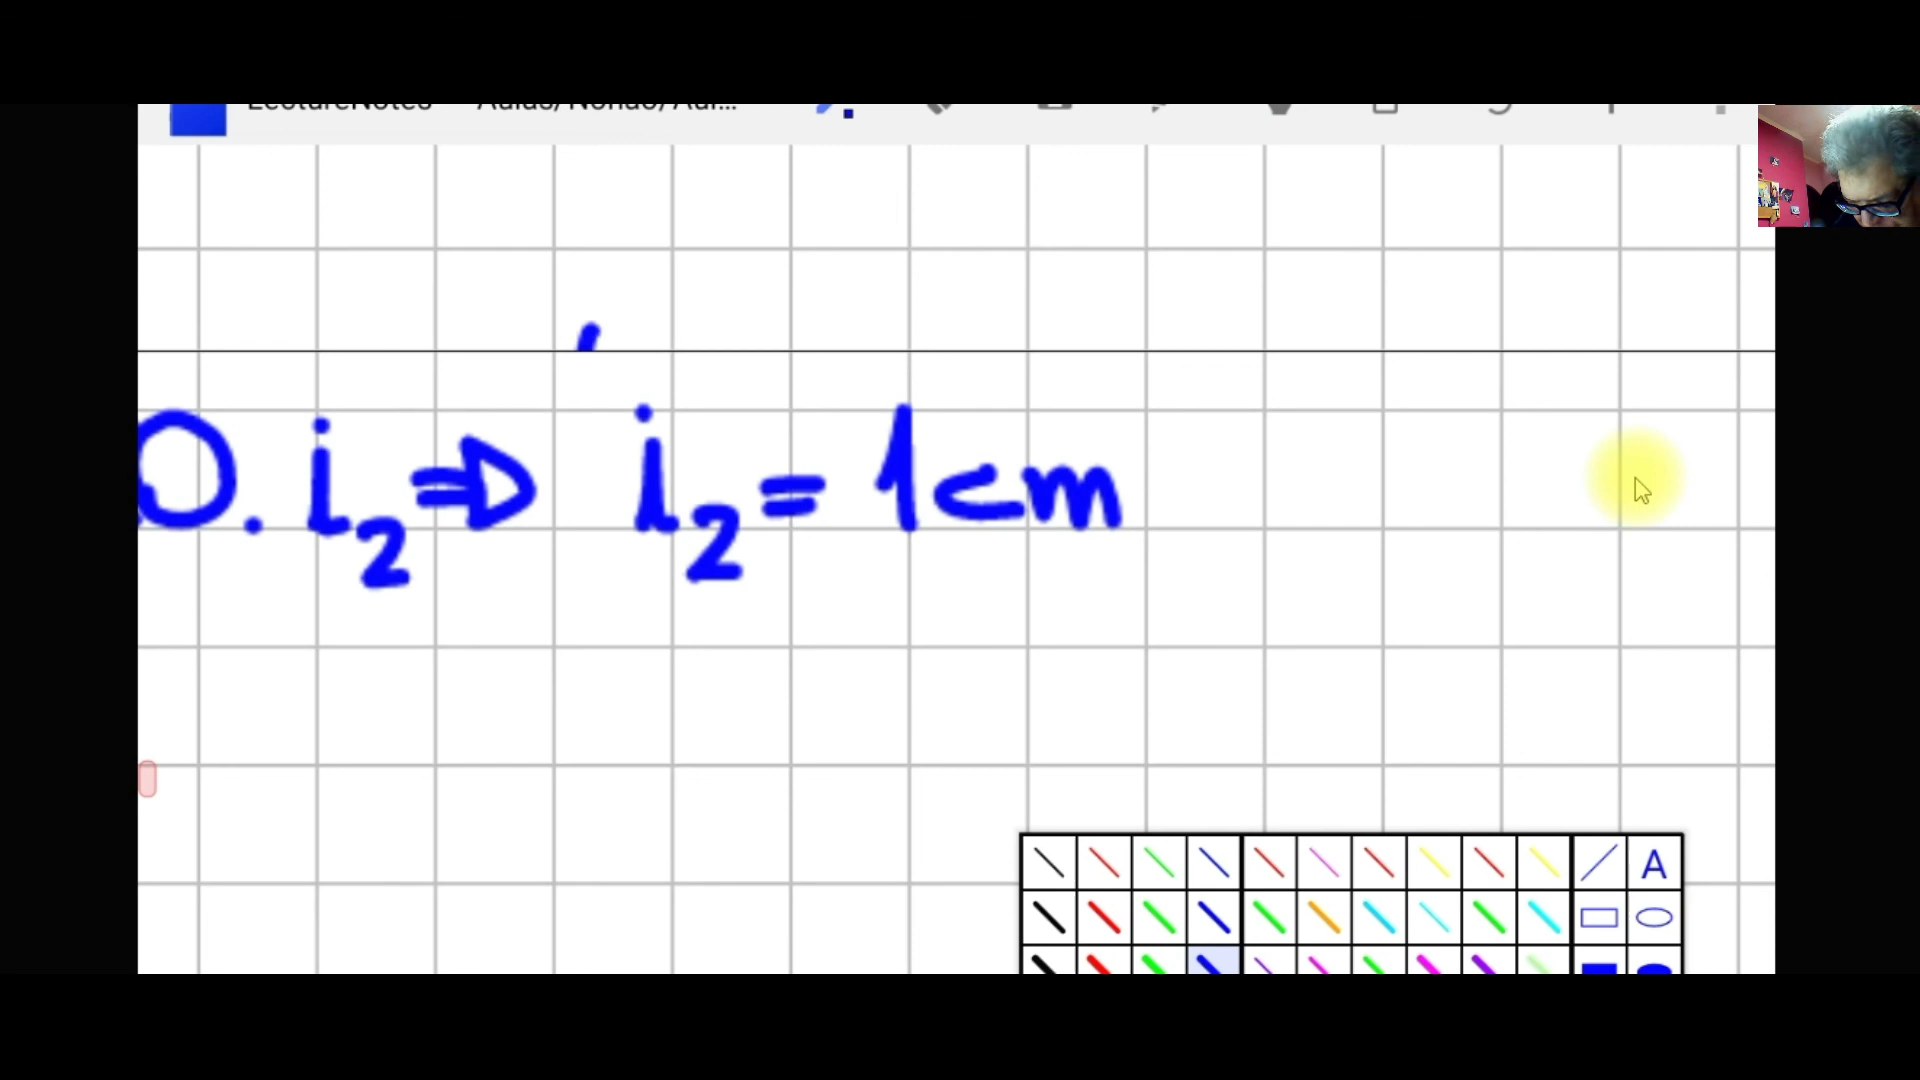 0. i₂ ⇒ i₂ = 1cm
A